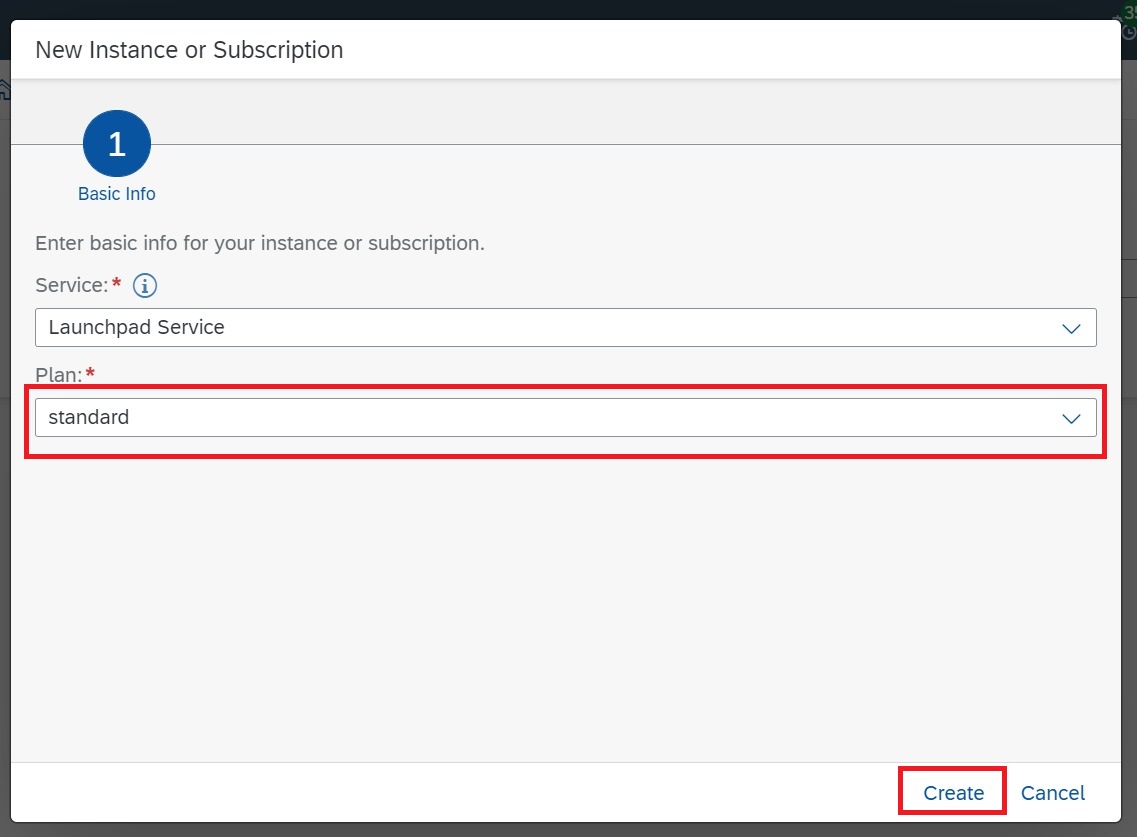 New Instance or Subscription
1
Basic Info
Enter basic info for your instance or subscription.
Service:*
Launchpad Service
Plan:*
standard
Create Cancel